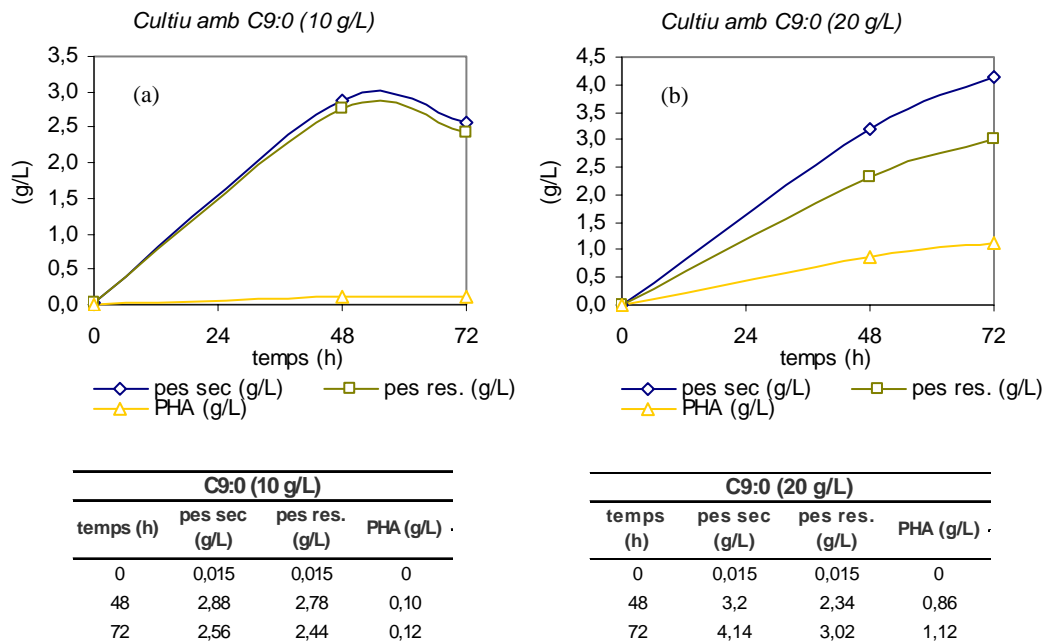 Cultiu amb C9:0 (10 g/L)
3,5
3,0
2,5
2,0
1,5
1,0
0,5
0,0
(g/L)
(a)
0
24
48
72
temps (h)
pes sec (g/L)
pes res. (g/L)
PHA (g/L)
Cultiu amb C9:0 (20 g/L)
4,5
4,0
3,5
3,0
2,5
2,0
1,5
1,0
0,5
0,0
(g/L)
(b)
0
24
48
72
temps (h)
pes sec (g/L)
pes res. (g/L)
PHA (g/L)
C9:0 (10 g/L)
temps (h) pes sec (g/L) pes res. (g/L) PHA (g/L)
0 0,015 0,015 0
48 2,88 2,78 0,10
72 2,56 2,44 0,12
C9:0 (20 g/L)
temps (h) pes sec (g/L) pes res. (g/L) PHA (g/L)
0 0,015 0,015 0
48 3,2 2,34 0,86
72 4,14 3,02 1,12